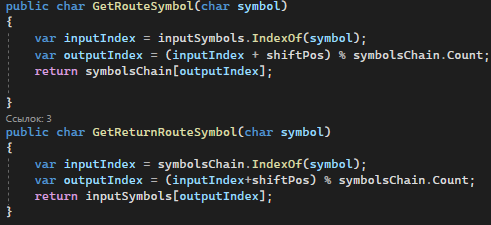 public char GetRouteSymbol(char symbol)
{
var inputIndex = inputSymbols.IndexOf(symbol);
var outputIndex = (inputIndex + shiftPos) % symbolsChain.Count;
return symbolsChain[outputIndex];
}
Ссылок: 3
public char GetReturnRouteSymbol(char symbol)
{
var inputIndex = symbolsChain.IndexOf(symbol);
var outputIndex = (inputIndex+shiftPos) % symbolsChain.Count;
return inputSymbols[outputIndex];
}